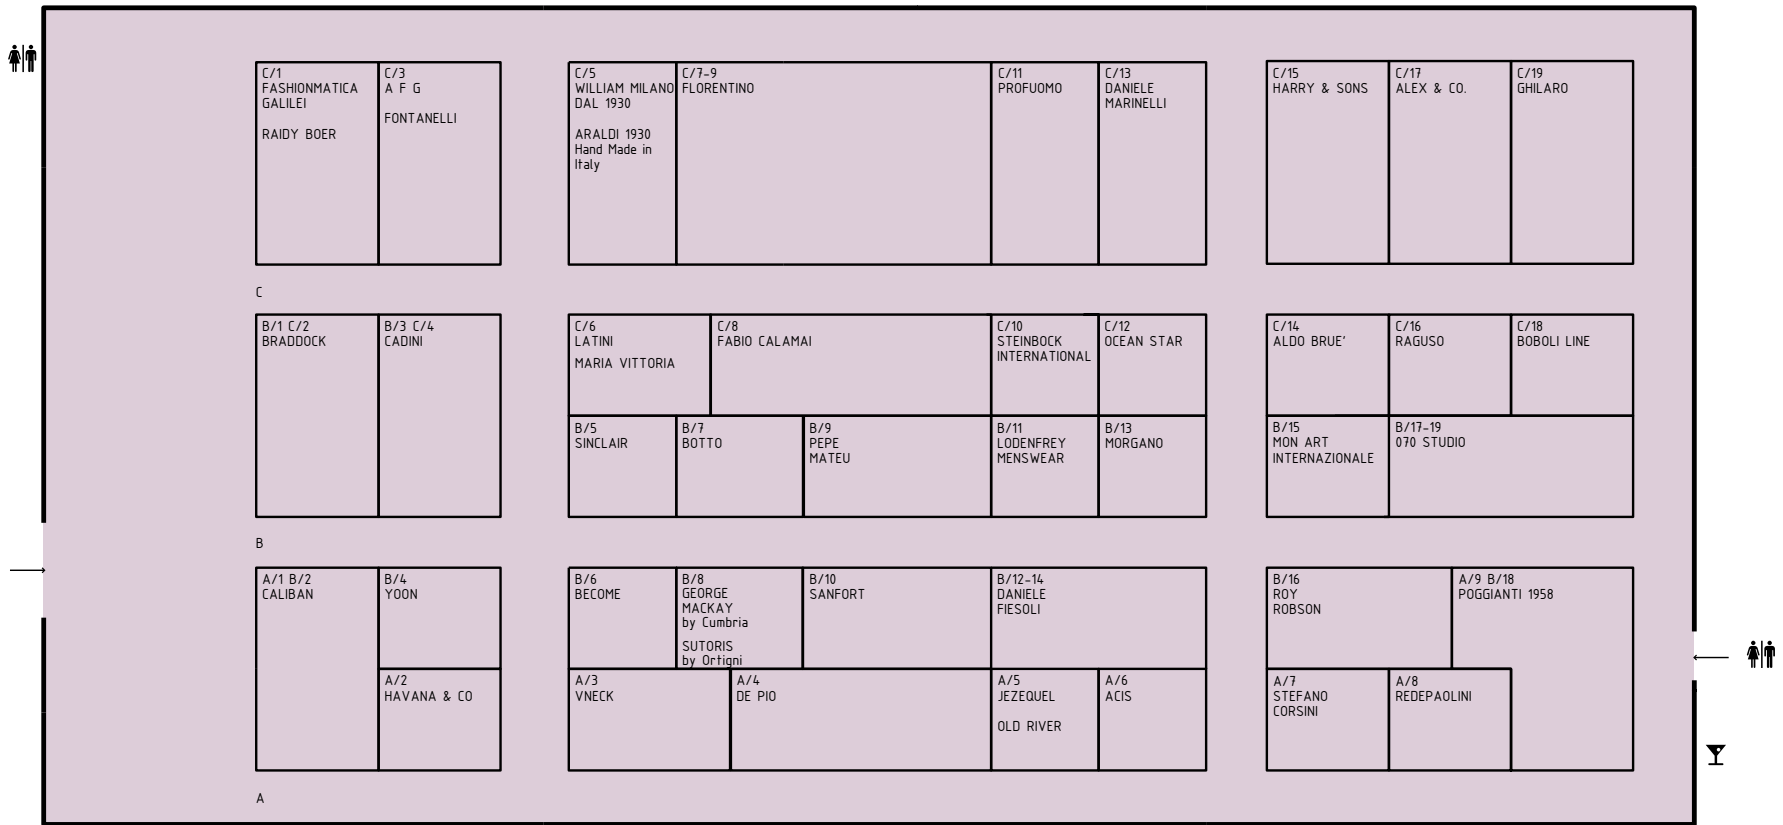 C/1
FASHIONMATICA
GALILEI
RAIDY BOER
C/3
A F G
FONTANELLI
C/5
WILLIAM MILANO
DAL 1930
ARALDI 1930
Hand Made in
Italy
C/7-9
FLORENTINO
C/11
PROFUOMO
C/13
DANIELE
MARINELLI
C/15
HARRY & SONS
C/17
ALEX & CO.
C/19
GHILARO
C
B/1 C/2
BRADDOCK
B/3 C/4
CADINI
C/6
LATINI
MARIA VITTORIA
C/8
FABIO CALAMAI
C/10
STEINBOCK
INTERNATIONAL
C/12
OCEAN STAR
C/14
ALDO BRUE'
C/16
RAGUSO
C/18
BOBOLI LINE
B/5
SINCLAIR
B/7
BOTTO
B/9
PEPE
MATEU
B/11
LODENFREY
MENSWEAR
B/13
MORGANO
B/15
MON ART
INTERNAZIONALE
B/17-19
070 STUDIO
B
A/1 B/2
CALIBAN
B/4
YOON
B/6
BECOME
B/8
GEORGE
MACKAY
by Cumbria
SUTORIS
by Ortigni
B/10
SANFORT
B/12-14
DANIELE
FIESOLI
B/16
ROY
ROBSON
A/9 B/18
POGGIANTI 1958
A/2
HAVANA & CO
A/3
VNECK
A/4
DE PIO
A/5
JEZEQUEL
OLD RIVER
A/6
ACIS
A/7
STEFANO
CORSINI
A/8
REDEPAOLINI
A